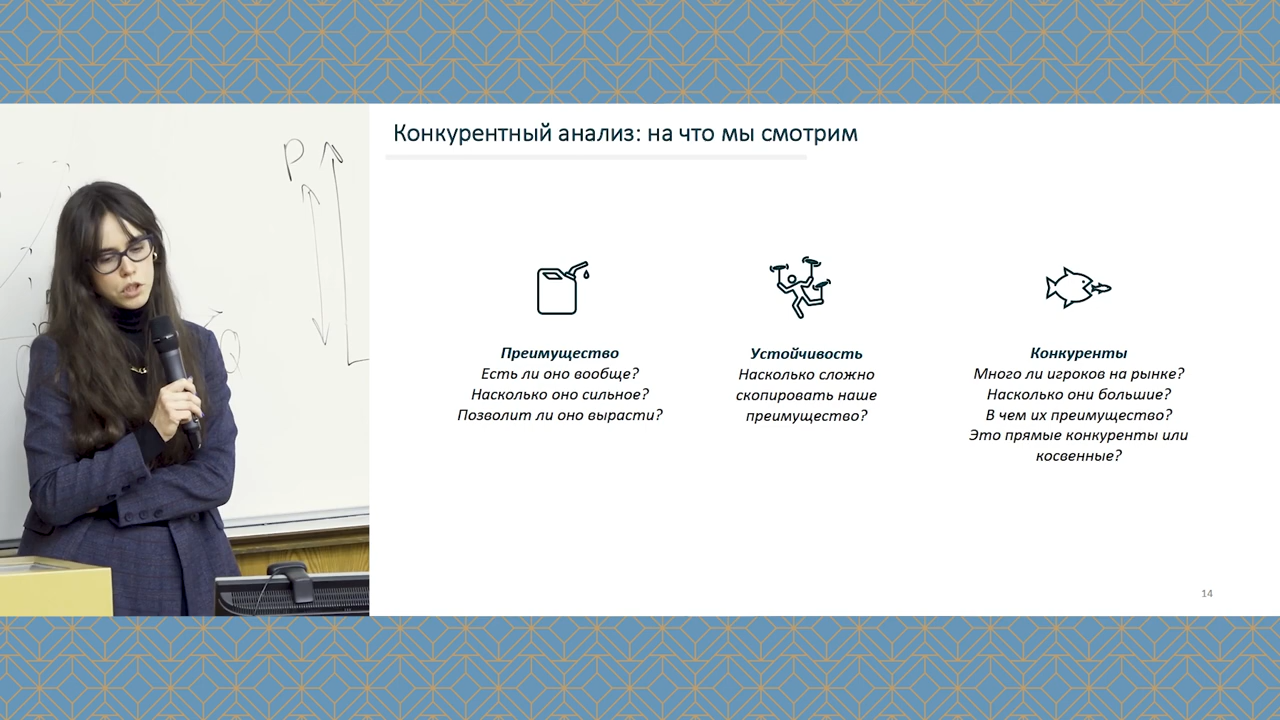 P
Q
Конкурентный анализ: на что мы смотрим
Преимущество
Есть ли оно вообще?
Насколько оно сильное?
Позволит ли оно вырасти?
Устойчивость
Насколько сложно
скопировать наше
преимущество?
Конкуренты
Много ли игроков на рынке?
Насколько они большие?
В чем их преимущество?
Это прямые конкуренты или
косвенные?
14